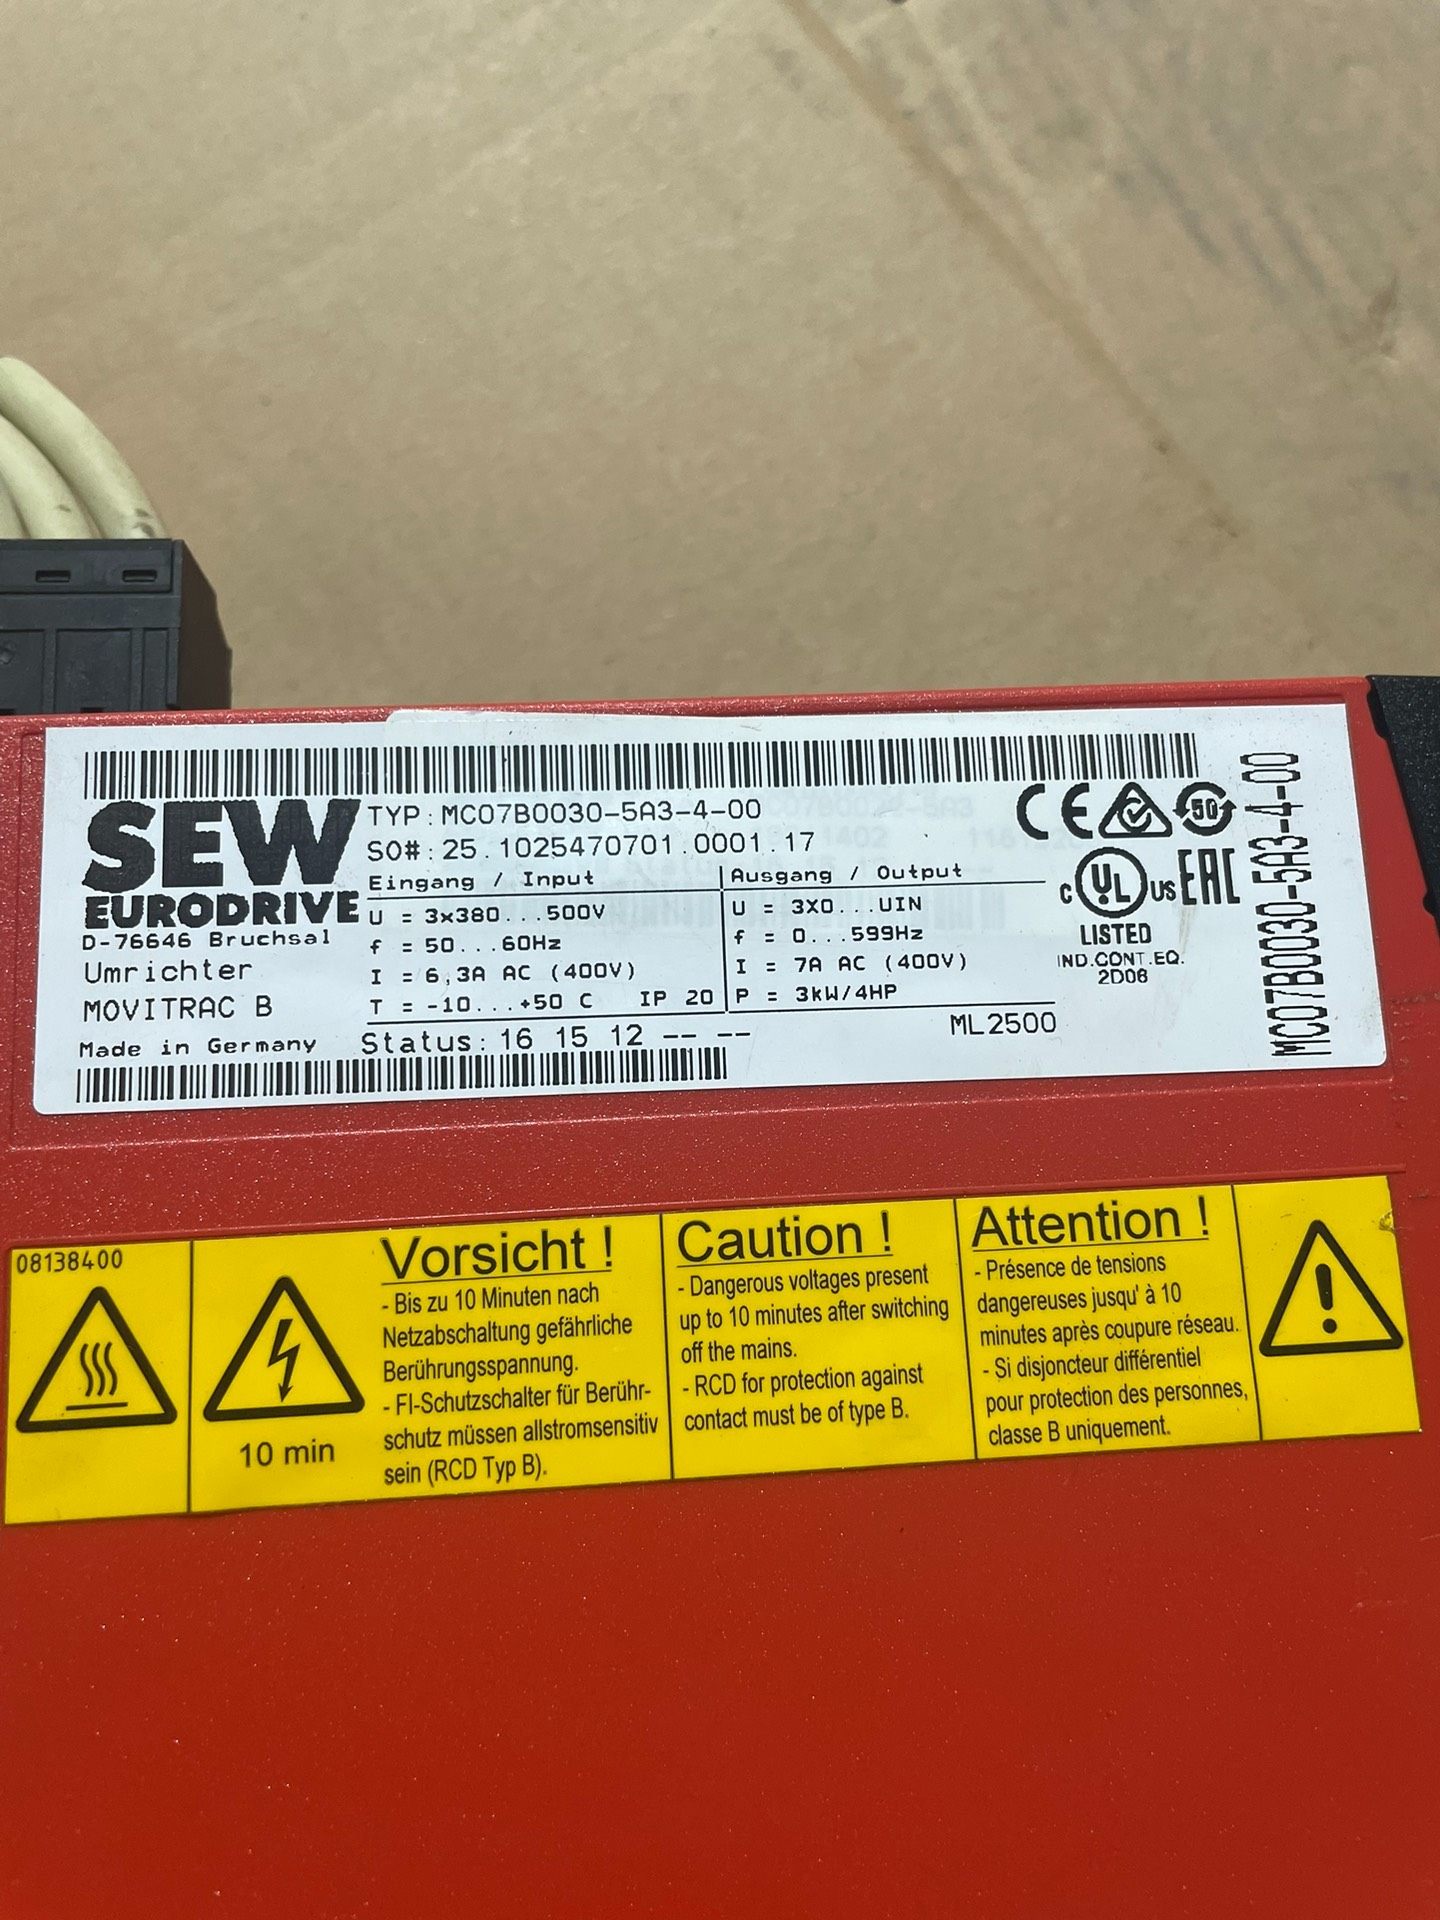 TYP: MC07B0030-5A3-4-00
SO#: 25.1025470701.0001.17
SEW
EURODRIVE
D-76646 Bruchsal
Umrichter
MOVITRAC B
Made in Germany
Eingang / Input
U = 3x380...500V
f = 50...60Hz
I = 6,3A AC (400V)
T = -10...+50 C IP 20
Ausgang / Output
U = 3X0...UIN
f = 0...599Hz
I = 7A AC (400V)
P = 3kW/4HP
Status: 16 15 12 -- --
ML2500
CE
50
c UL us
EAC
LISTED
IND.CONT.EQ.
2D06
MC07B0030-5A3-4-00
08138400
10 min
Vorsicht !
- Bis zu 10 Minuten nach
Netzabschaltung gefährliche
Berührungsspannung.
- FI-Schutzschalter für Berühr-
schutz müssen allstromsensitiv
sein (RCD Typ B).
Caution !
- Dangerous voltages present
up to 10 minutes after switching
off the mains.
- RCD for protection against
contact must be of type B.
Attention !
- Présence de tensions
dangereuses jusqu' à 10
minutes après coupure réseau.
- Si disjoncteur différentiel
pour protection des personnes,
classe B uniquement.